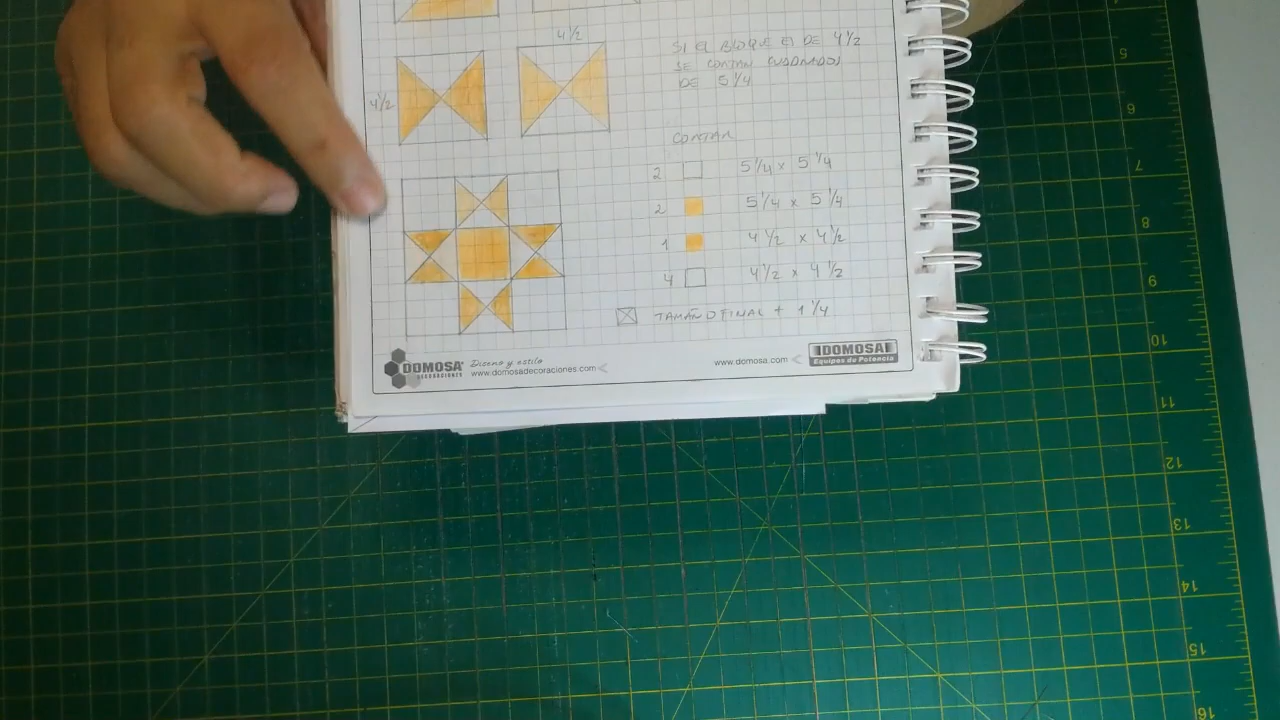 4 1/2
4 1/2
SI EL BLOQUE ES DE 4 1/2
SE CORTAN CUADRADOS
DE 5 1/4
CORTAR
2 5 1/4 x 5 1/4
2 5 1/4 x 5 1/4
1 4 1/2 x 4 1/2
4 4 1/2 x 4 1/2
TAMAÑO FINAL + 1 1/4
DOMOSA
DECORACIONES
Diseño y estilo
www.domosadecoraciones.com
www.domosa.com
DOMOSA
Equipos de Potencia
5
6
7
8
9
10
11
12
13
14
15
16